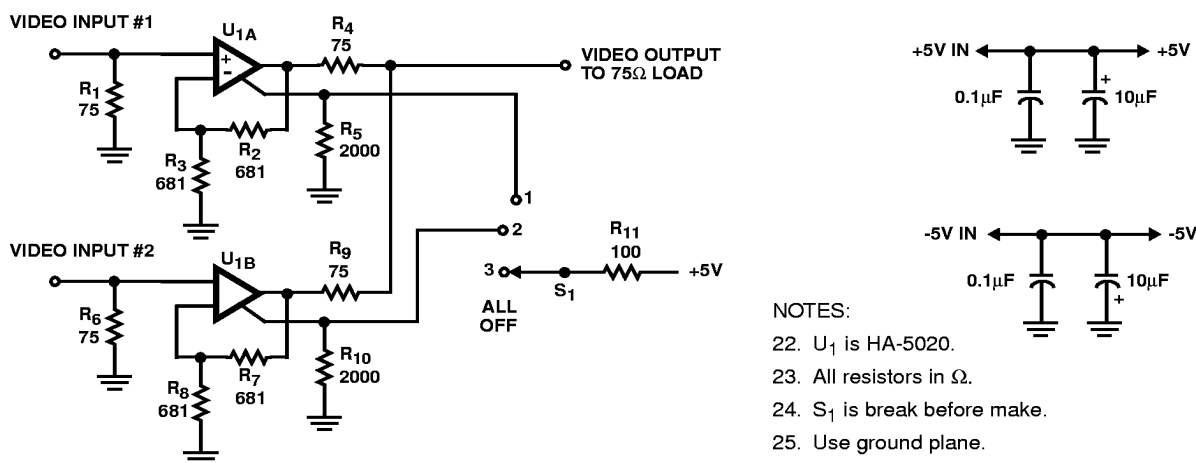 VIDEO INPUT #1
U1A
+
-
R4
75
VIDEO OUTPUT
TO 75Ω LOAD
R1
75
R2
681
R3
681
R5
2000
1
2
3
ALL
OFF
S1
R11
100
+5V
VIDEO INPUT #2
U1B
R9
75
R6
75
R7
681
R8
681
R10
2000
+5V IN
+5V
0.1µF
+
10µF
-5V IN
-5V
0.1µF
10µF
+
NOTES:
22. U1 is HA-5020.
23. All resistors in Ω.
24. S1 is break before make.
25. Use ground plane.